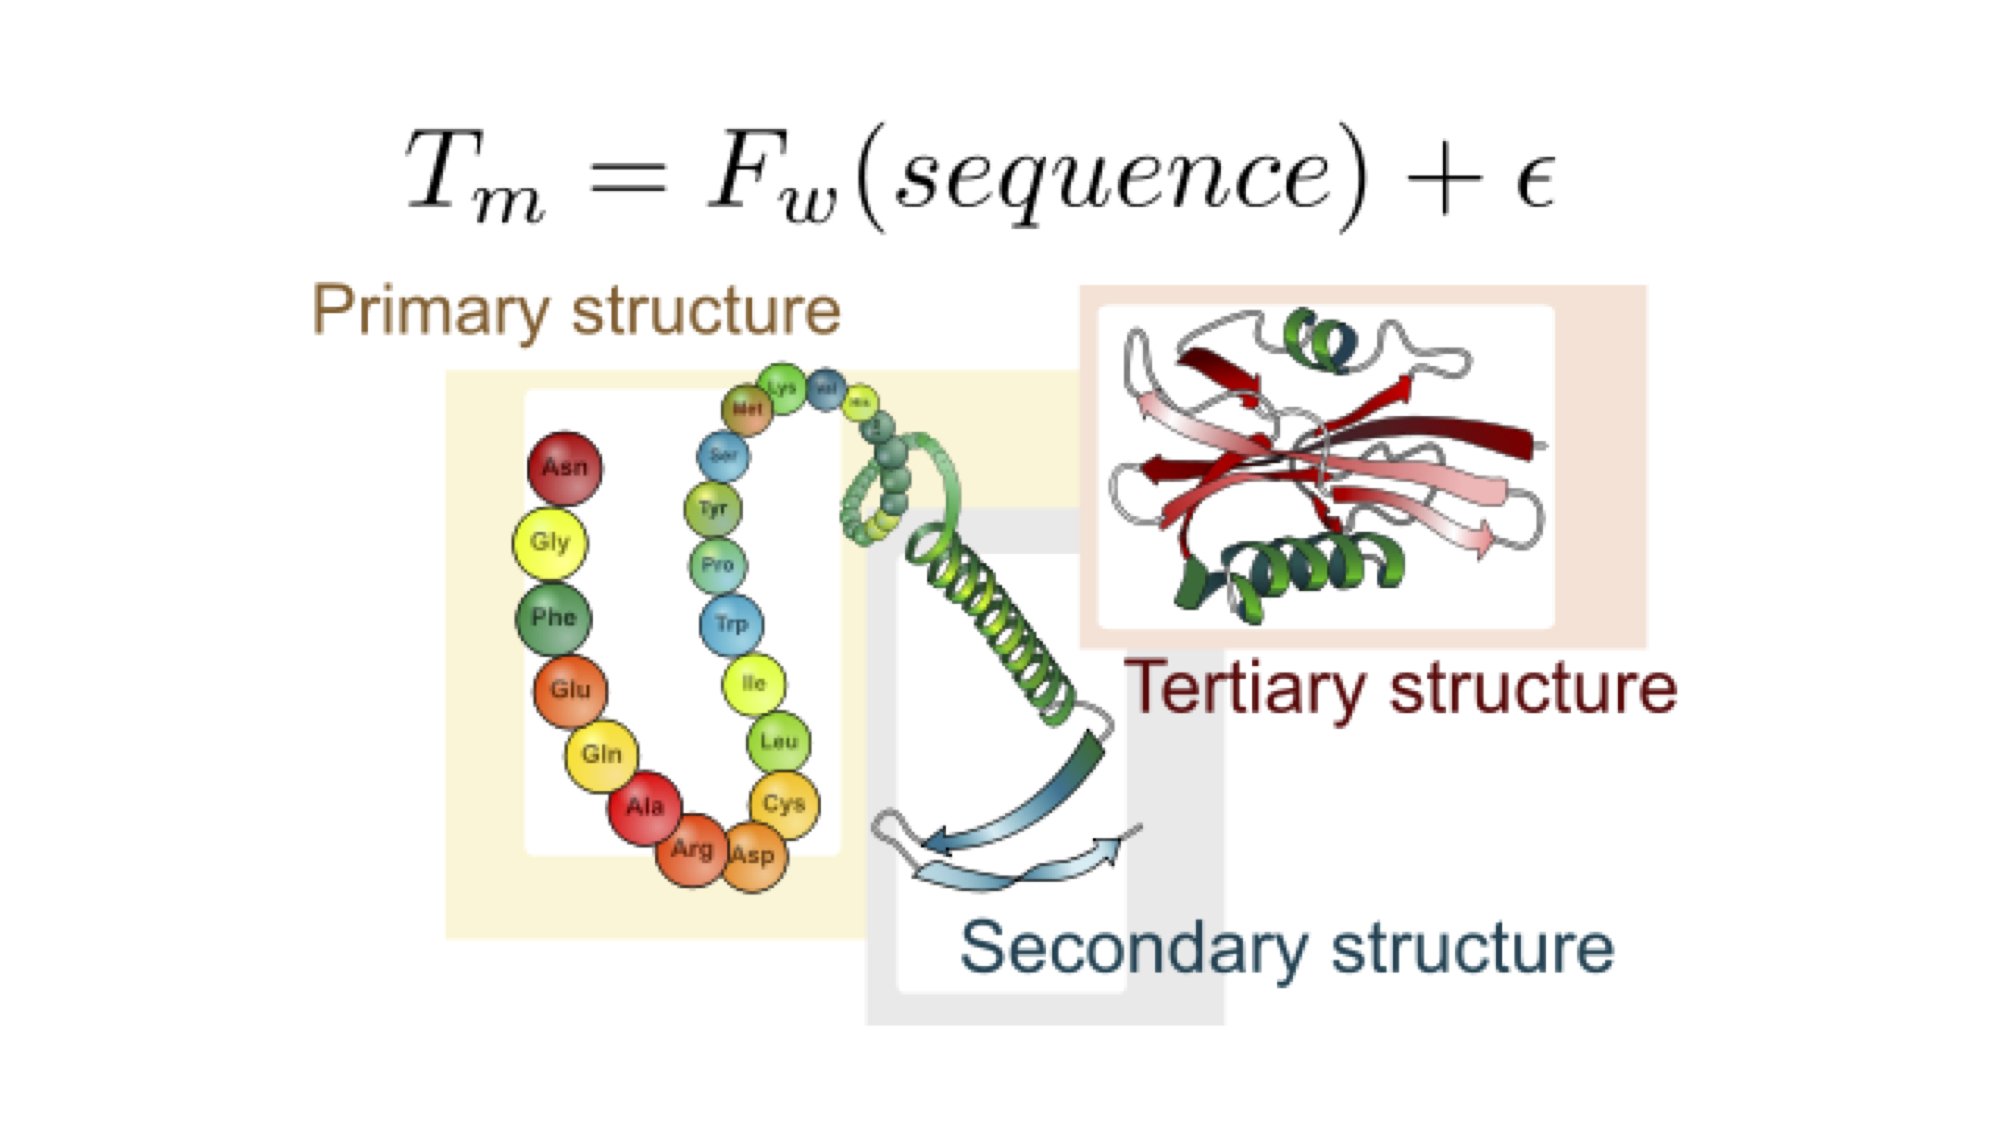 T_m = F_w(sequence) + ϵ
Primary structure
Asn
Gly
Phe
Glu
Gln
Ala
Arg
Asp
Cys
Leu
Ile
Trp
Pro
Tyr
Ser
Met
Lys
Val
His
Tertiary structure
Secondary structure